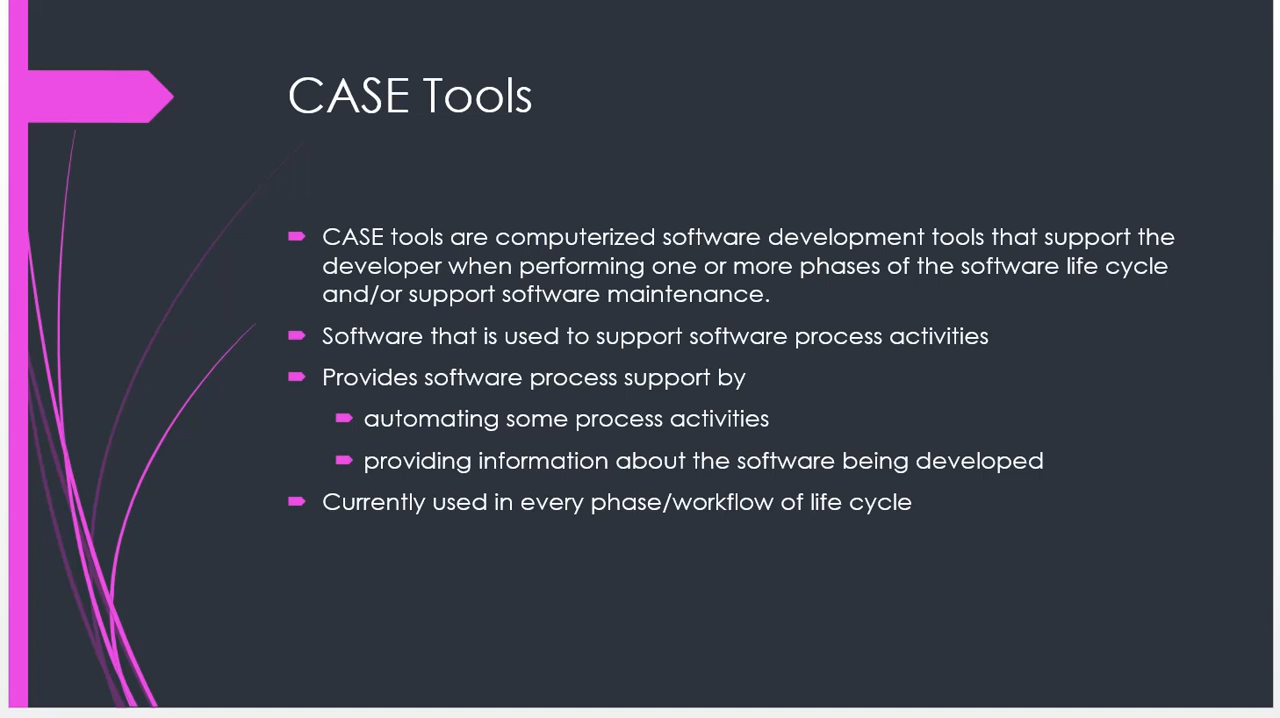 CASE Tools
CASE tools are computerized software development tools that support the
developer when performing one or more phases of the software life cycle
and/or support software maintenance.
Software that is used to support software process activities
Provides software process support by
automating some process activities
providing information about the software being developed
Currently used in every phase/workflow of life cycle